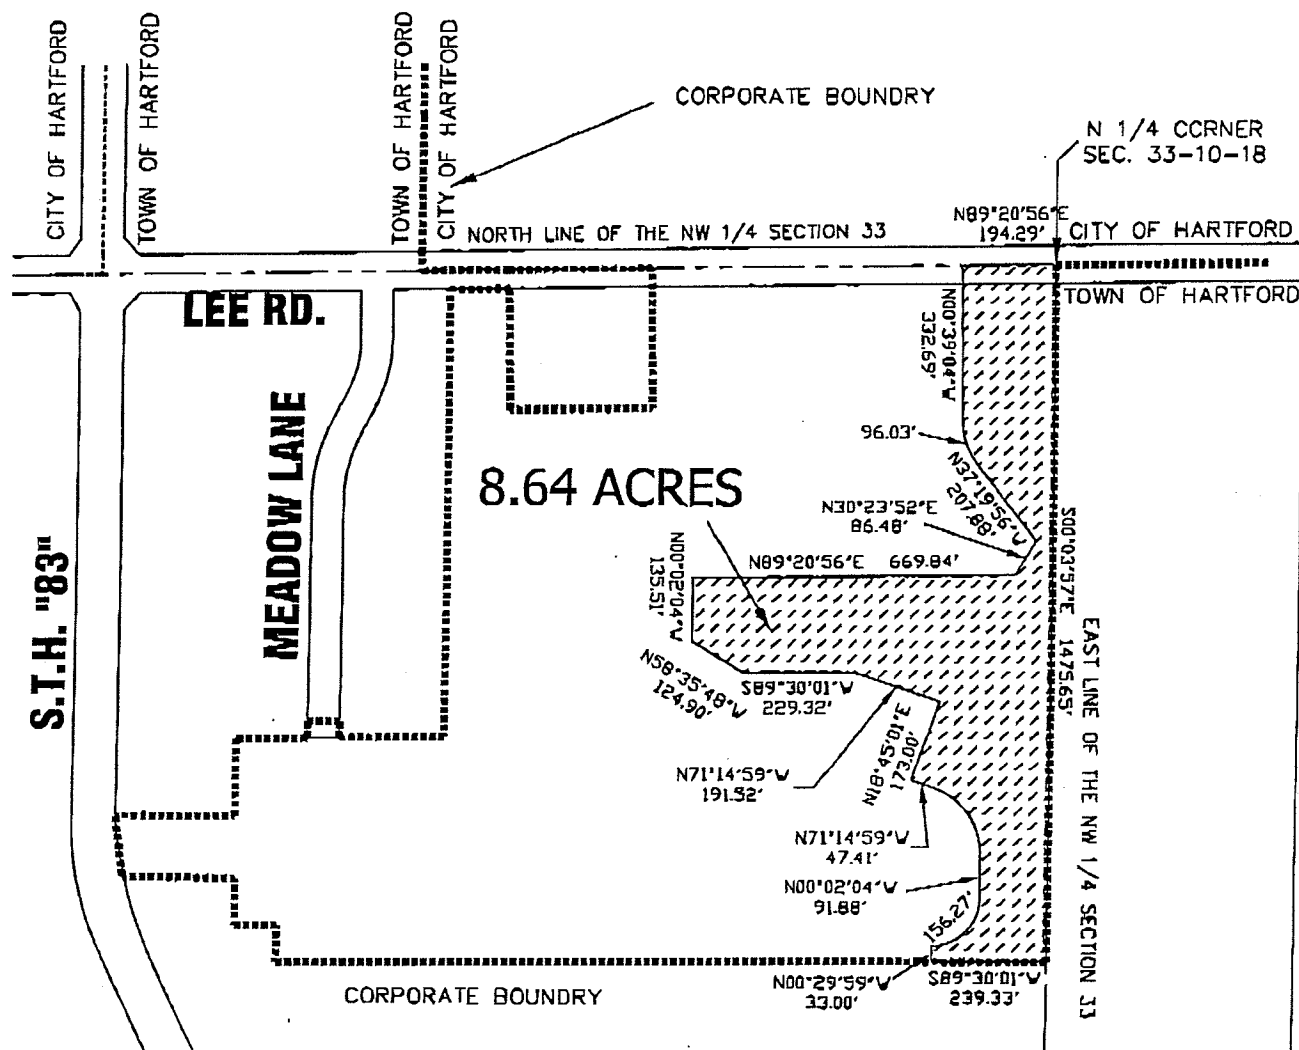 CITY OF HARTFORD
TOWN OF HARTFORD
TOWN OF HARTFORD
CITY OF HARTFORD
CORPORATE BOUNDRY
N 1/4 CORNER
SEC. 33-10-18
N89°20'56"E
194.29'
NORTH LINE OF THE NW 1/4 SECTION 33
CITY OF HARTFORD
TOWN OF HARTFORD
LEE RD.
N00°39'04"W
332.69'
MEADOW LANE
96.03'
N37°19'56"W
207.88'
8.64 ACRES
N30°23'52"E
86.48'
S.T.H. "83"
N00°02'04"W
135.51'
N89°20'56"E 669.84'
S00°03'57"E 1475.65'
EAST LINE OF THE NW 1/4 SECTION 33
N58°35'48"W
124.90'
S89°30'01"W
229.32'
N71°14'59"W
191.52'
N18°45'01"E
173.00'
N71°14'59"W
47.41'
N00°02'04"W
91.88'
156.27'
N00°29'59"W
33.00'
S89°30'01"W
239.33'
CORPORATE BOUNDRY